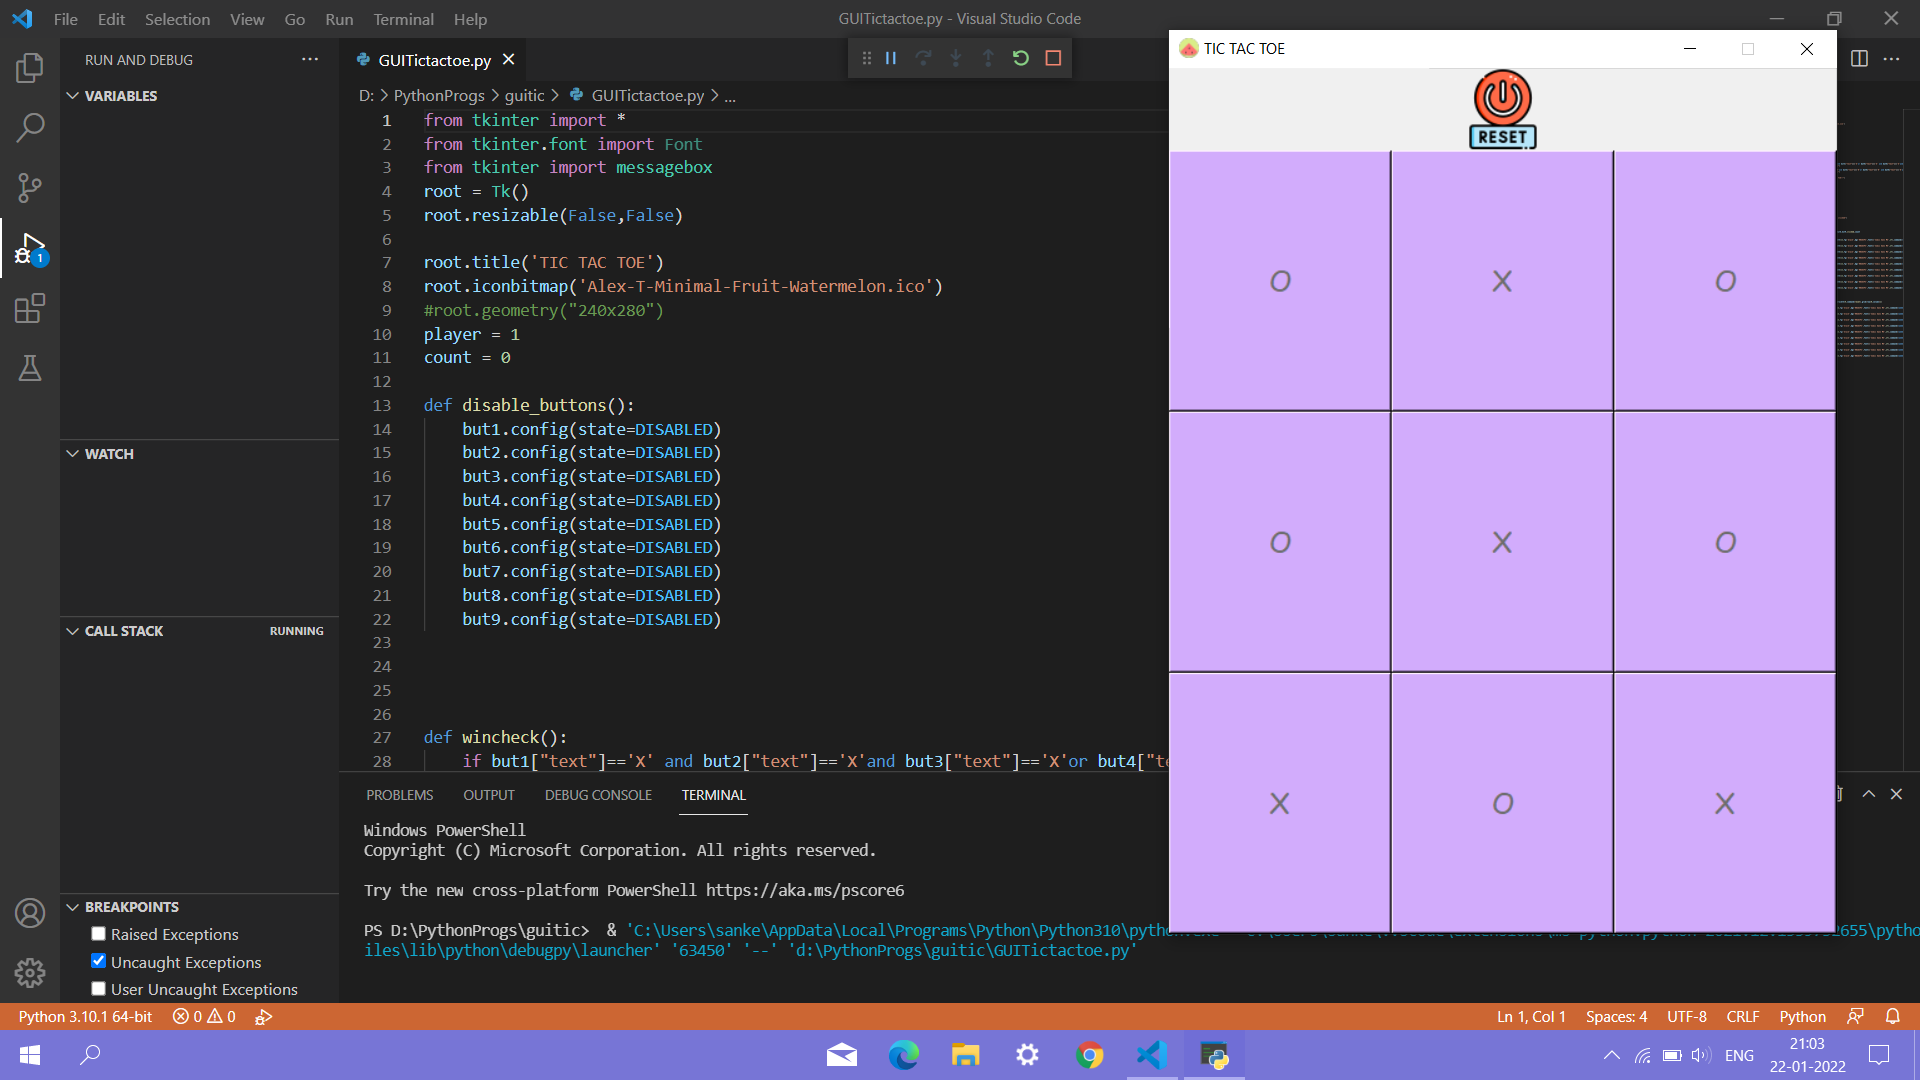 File Edit Selection View Go Run Terminal Help
GUITictactoe.py - Visual Studio Code
RUN AND DEBUG
VARIABLES
WATCH
CALL STACK RUNNING
BREAKPOINTS
Raised Exceptions
Uncaught Exceptions
User Uncaught Exceptions
1
GUITictactoe.py
D: > PythonProgs > guitic > GUITictactoe.py > ...
1 from tkinter import *
2 from tkinter.font import Font
3 from tkinter import messagebox
4 root = Tk()
5 root.resizable(False,False)
6
7 root.title('TIC TAC TOE')
8 root.iconbitmap('Alex-T-Minimal-Fruit-Watermelon.ico')
9 #root.geometry("240x280")
10 player = 1
11 count = 0
12
13 def disable_buttons():
14 but1.config(state=DISABLED)
15 but2.config(state=DISABLED)
16 but3.config(state=DISABLED)
17 but4.config(state=DISABLED)
18 but5.config(state=DISABLED)
19 but6.config(state=DISABLED)
20 but7.config(state=DISABLED)
21 but8.config(state=DISABLED)
22 but9.config(state=DISABLED)
23
24
25
26
27 def wincheck():
28 if but1["text"]=='X' and but2["text"]=='X'and but3["text"]=='X'or but4["te
PROBLEMS OUTPUT DEBUG CONSOLE TERMINAL
Windows PowerShell
Copyright (C) Microsoft Corporation. All rights reserved.
Try the new cross-platform PowerShell https://aka.ms/pscore6
PS D:\PythonProgs\guitic> & 'C:\Users\sanke\AppData\Local\Programs\Python\Python310\python 2655\pytho
iles\lib\python\debugpy\launcher' '63450' '--' 'd:\PythonProgs\guitic\GUITictactoe.py'
TIC TAC TOE
RESET
O X O
O X O
X O X
Python 3.10.1 64-bit 0 0
Ln 1, Col 1 Spaces: 4 UTF-8 CRLF Python
ENG
21:03
22-01-2022